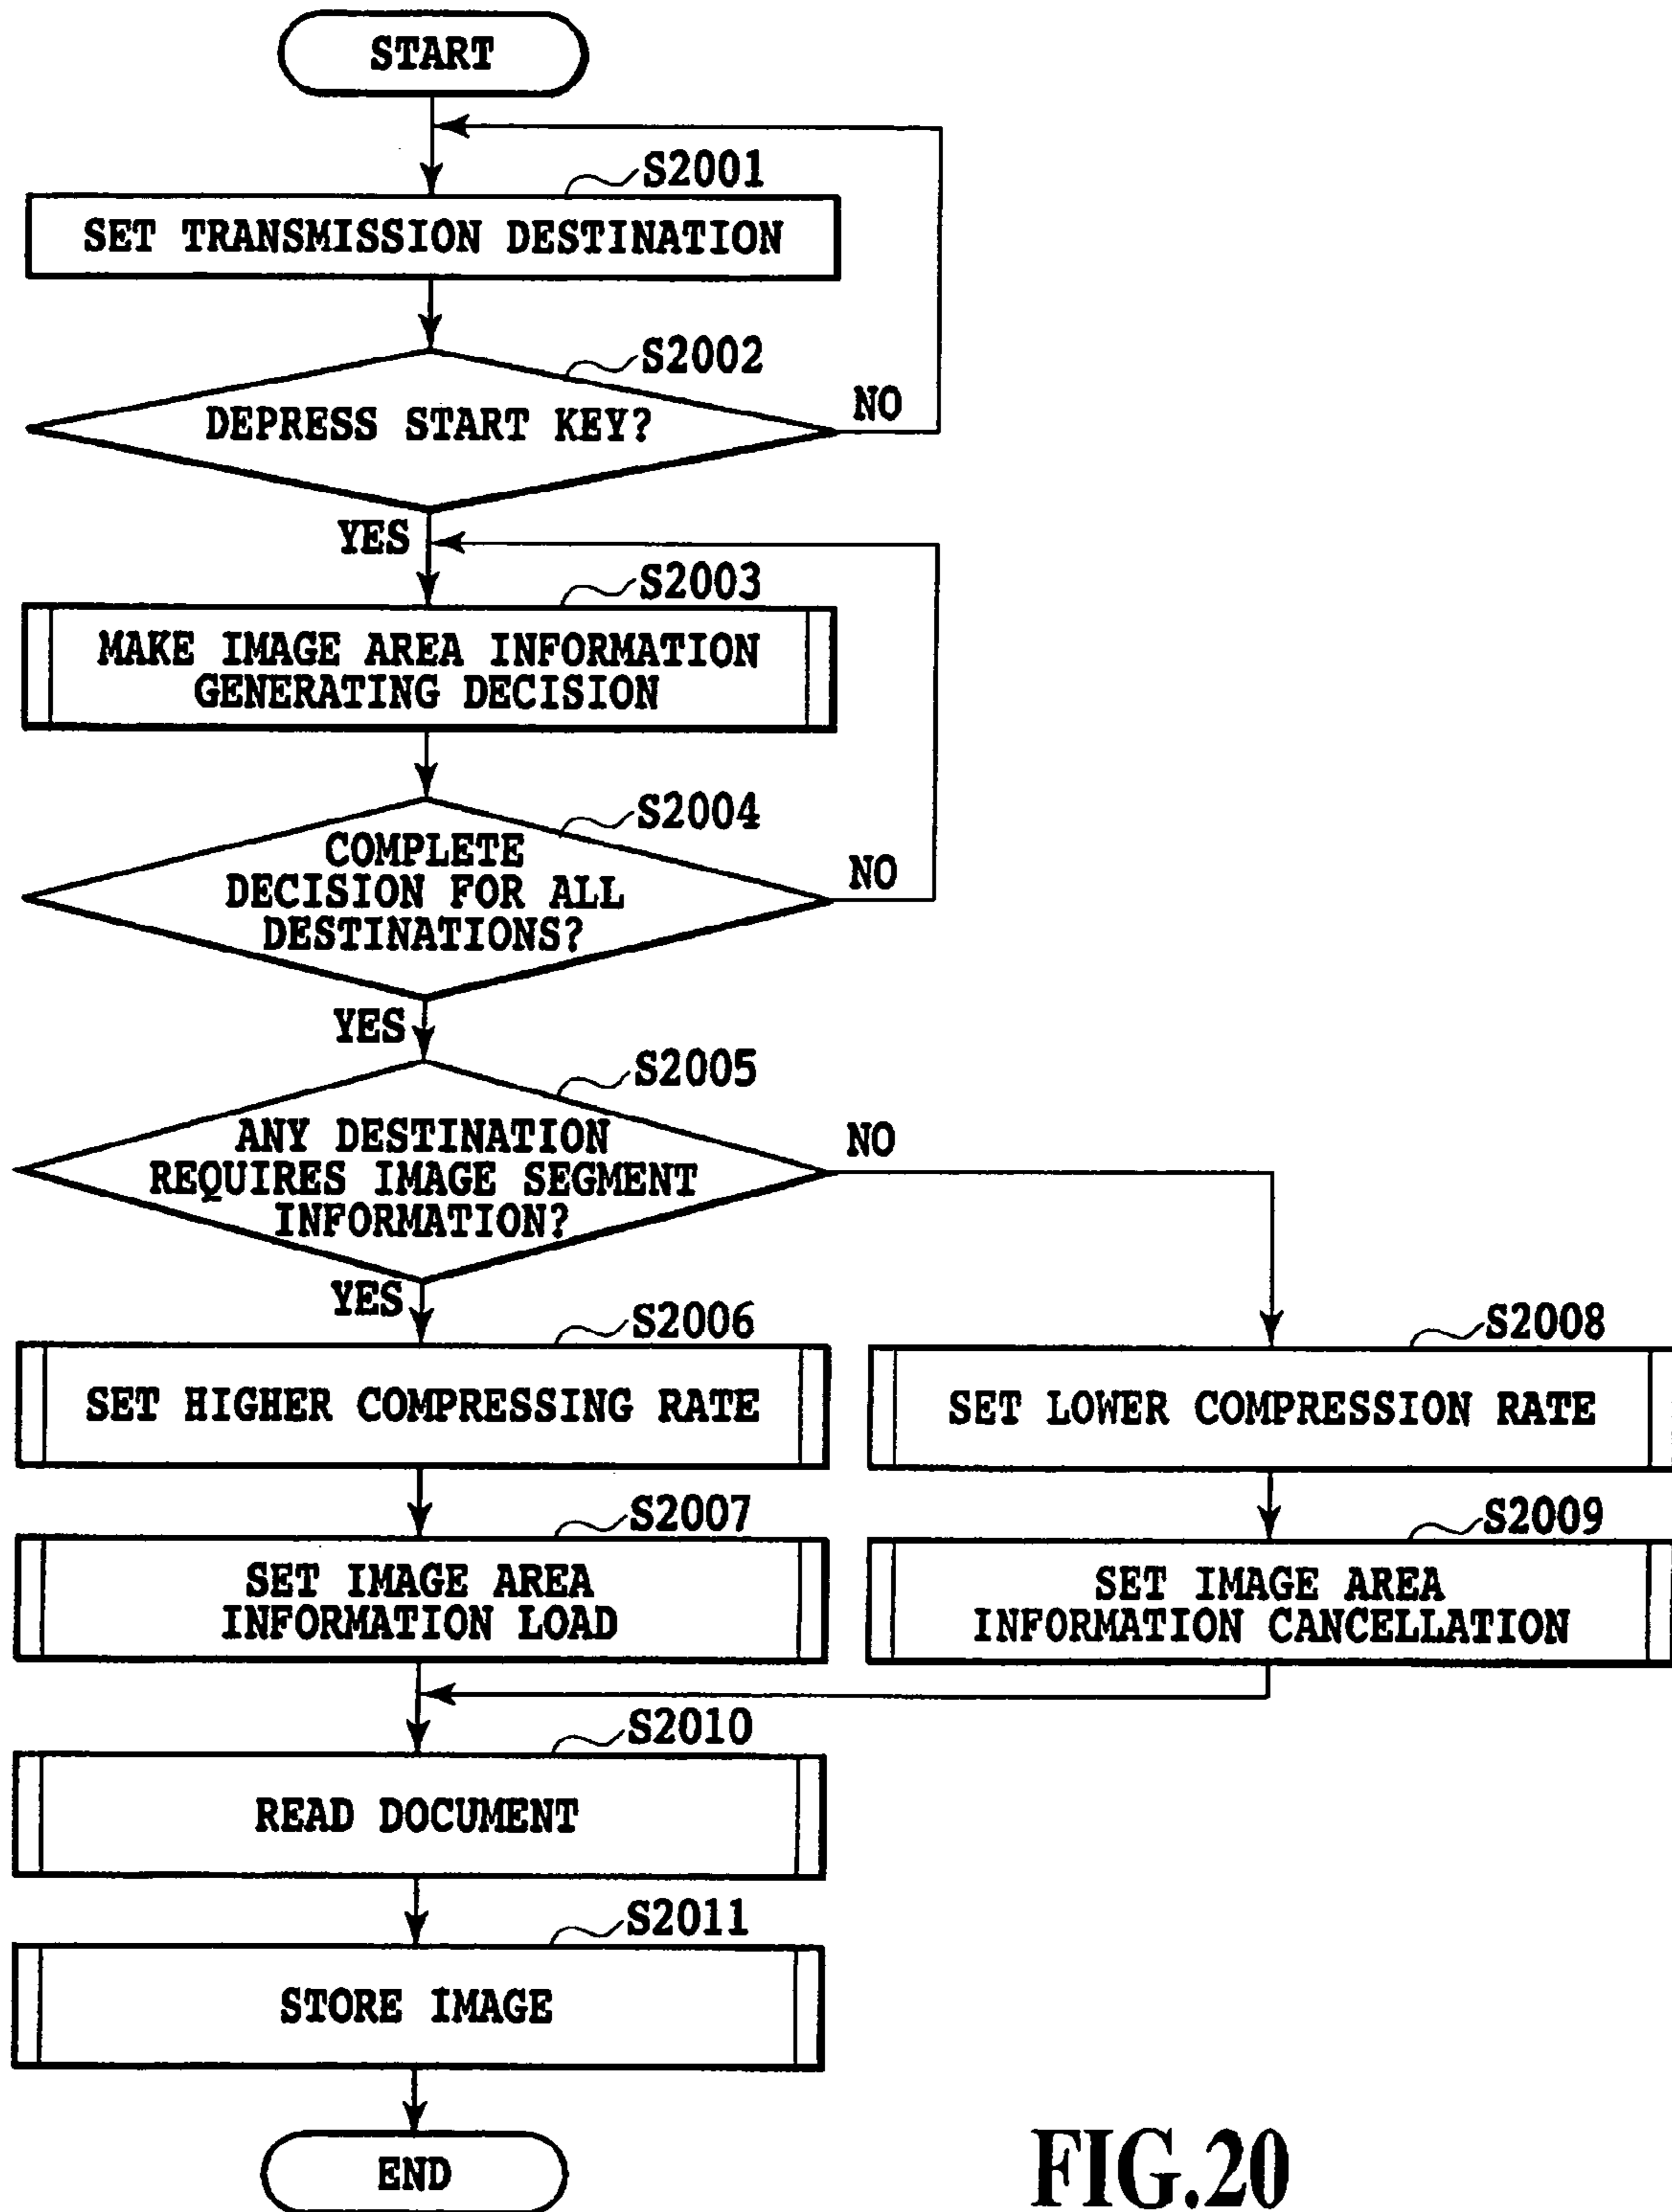 START
S2001
SET TRANSMISSION DESTINATION
S2002
DEPRESS START KEY?
NO
YES
S2003
MAKE IMAGE AREA INFORMATION
GENERATING DECISION
S2004
COMPLETE
DECISION FOR ALL
DESTINATIONS?
NO
YES
S2005
ANY DESTINATION
REQUIRES IMAGE SEGMENT
INFORMATION?
NO
YES
S2006
SET HIGHER COMPRESSING RATE
S2008
SET LOWER COMPRESSION RATE
S2007
SET IMAGE AREA
INFORMATION LOAD
S2009
SET IMAGE AREA
INFORMATION CANCELLATION
S2010
READ DOCUMENT
S2011
STORE IMAGE
END
FIG.20